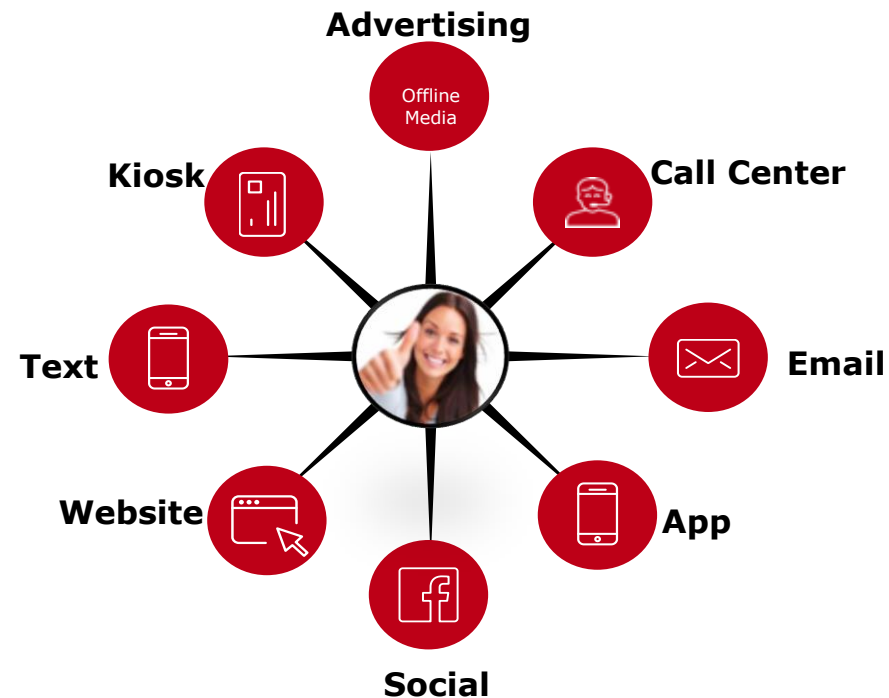 Advertising
Offline
Media
Kiosk
Call Center
Text
Email
Website
App
Social